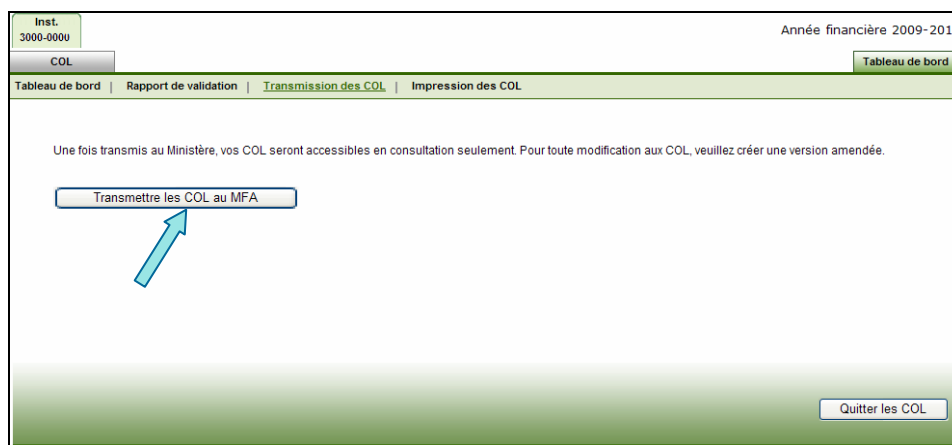 Inst.
3000-000
Année financière 2009-201
COL
Tableau de bord
Tableau de bord | Rapport de validation | Transmission des COL | Impression des COL
Une fois transmis au Ministère, vos COL seront accessibles en consultation seulement. Pour toute modification aux COL, veuillez créer une version amendée.
Transmettre les COL au MFA
Quitter les COL